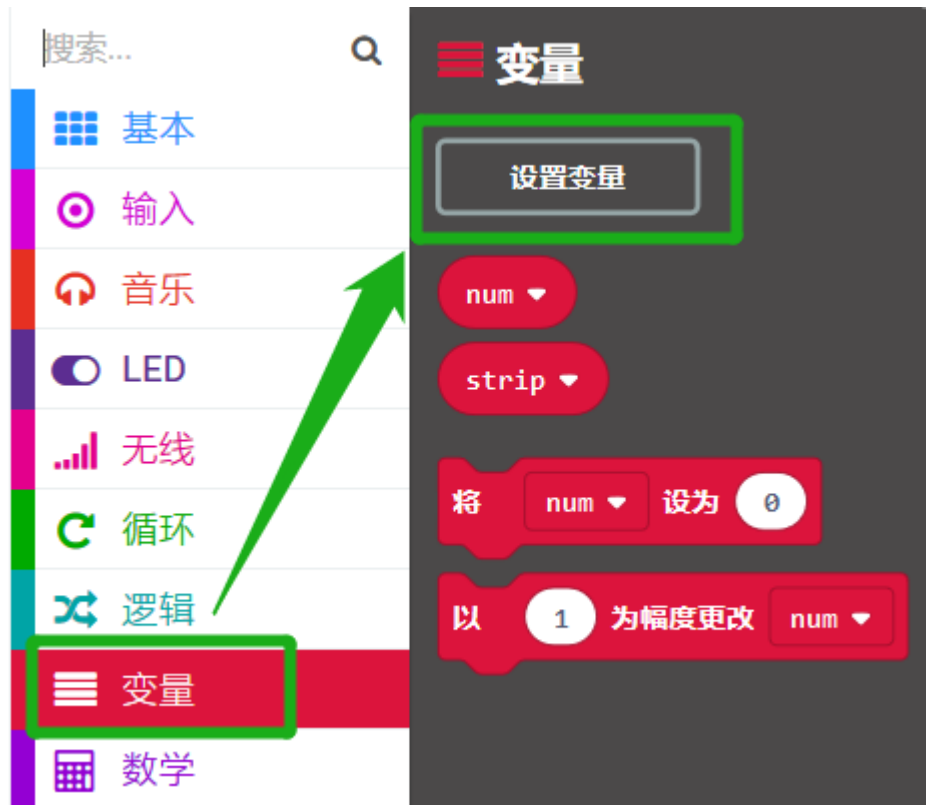 搜索...
基本
输入
音乐
LED
无线
循环
逻辑
变量
数学
变量
设置变量
num
strip
将 num 设为 0
以 1 为幅度更改 num